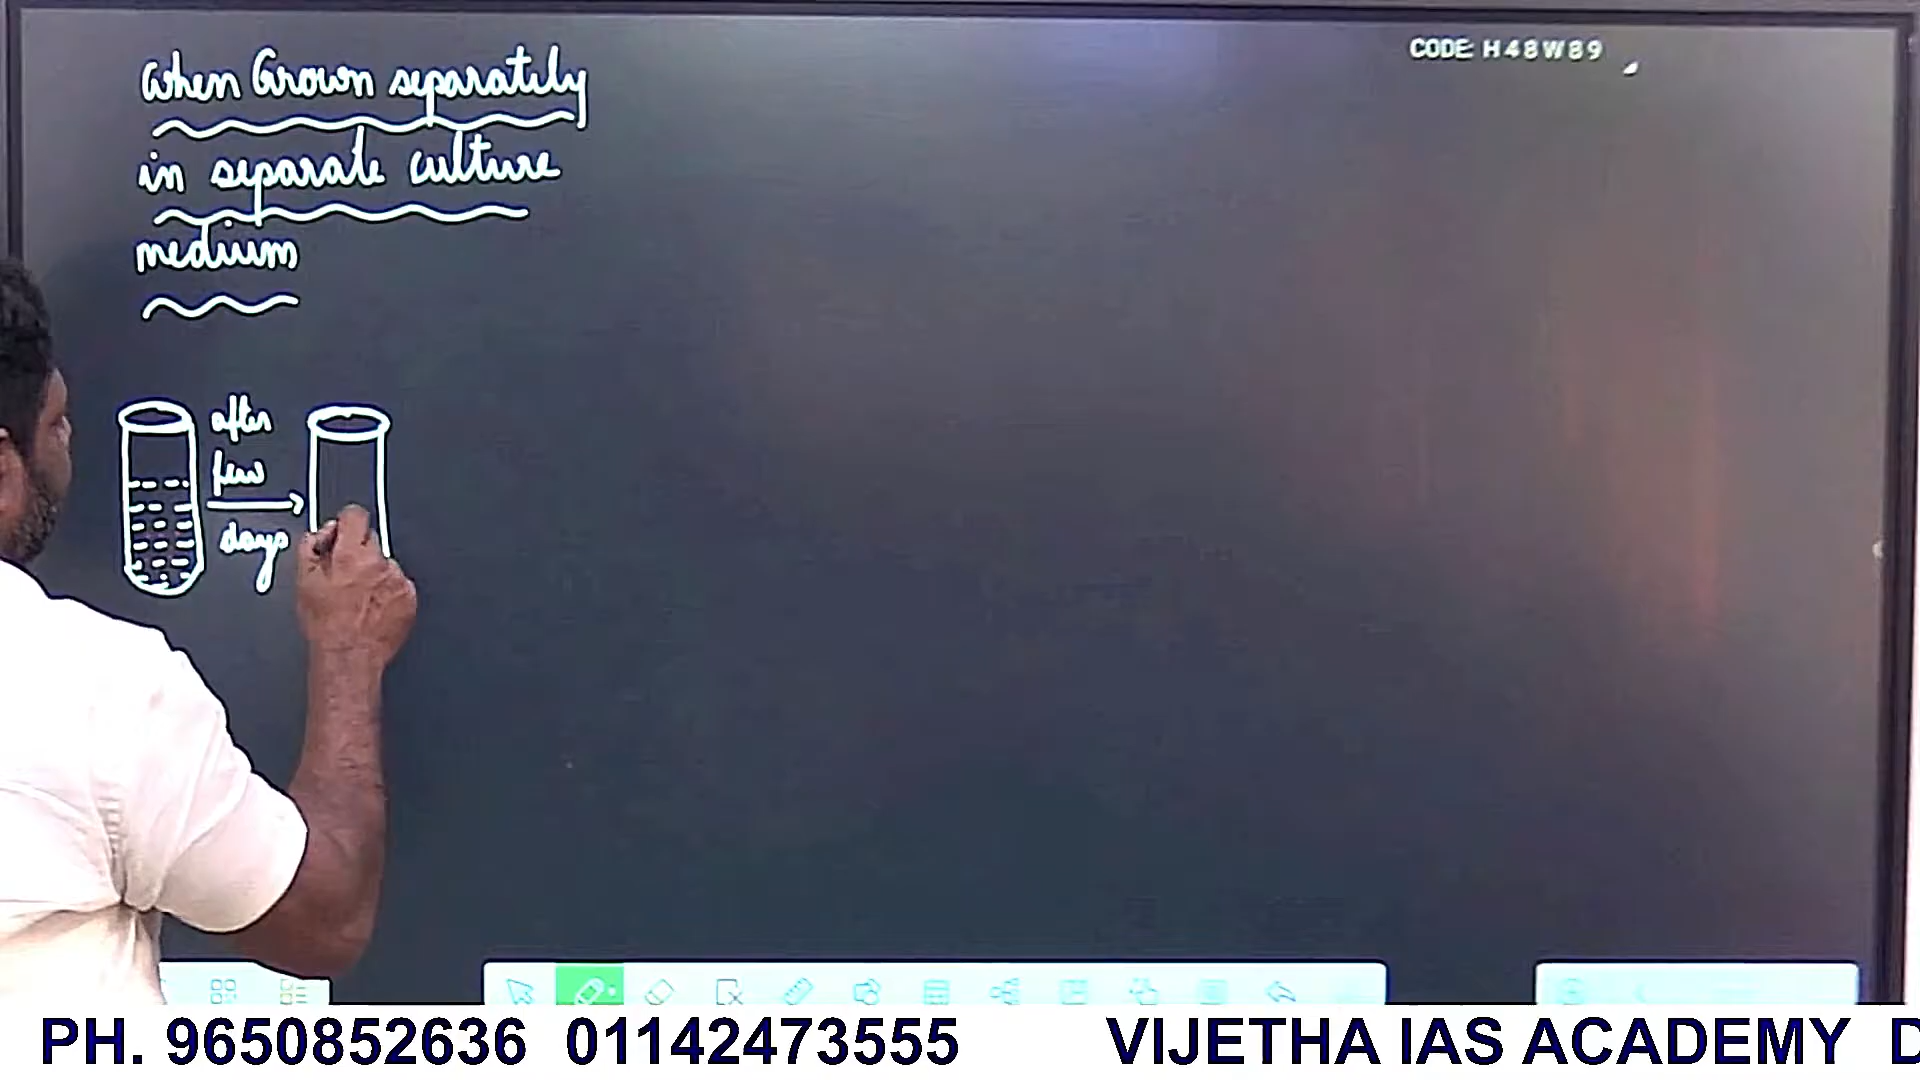 CODE: H48W89
When Grown separately
in separate culture
medium
after
few
days
PH. 9650852636 01142473555 VIJETHA IAS ACADEMY D